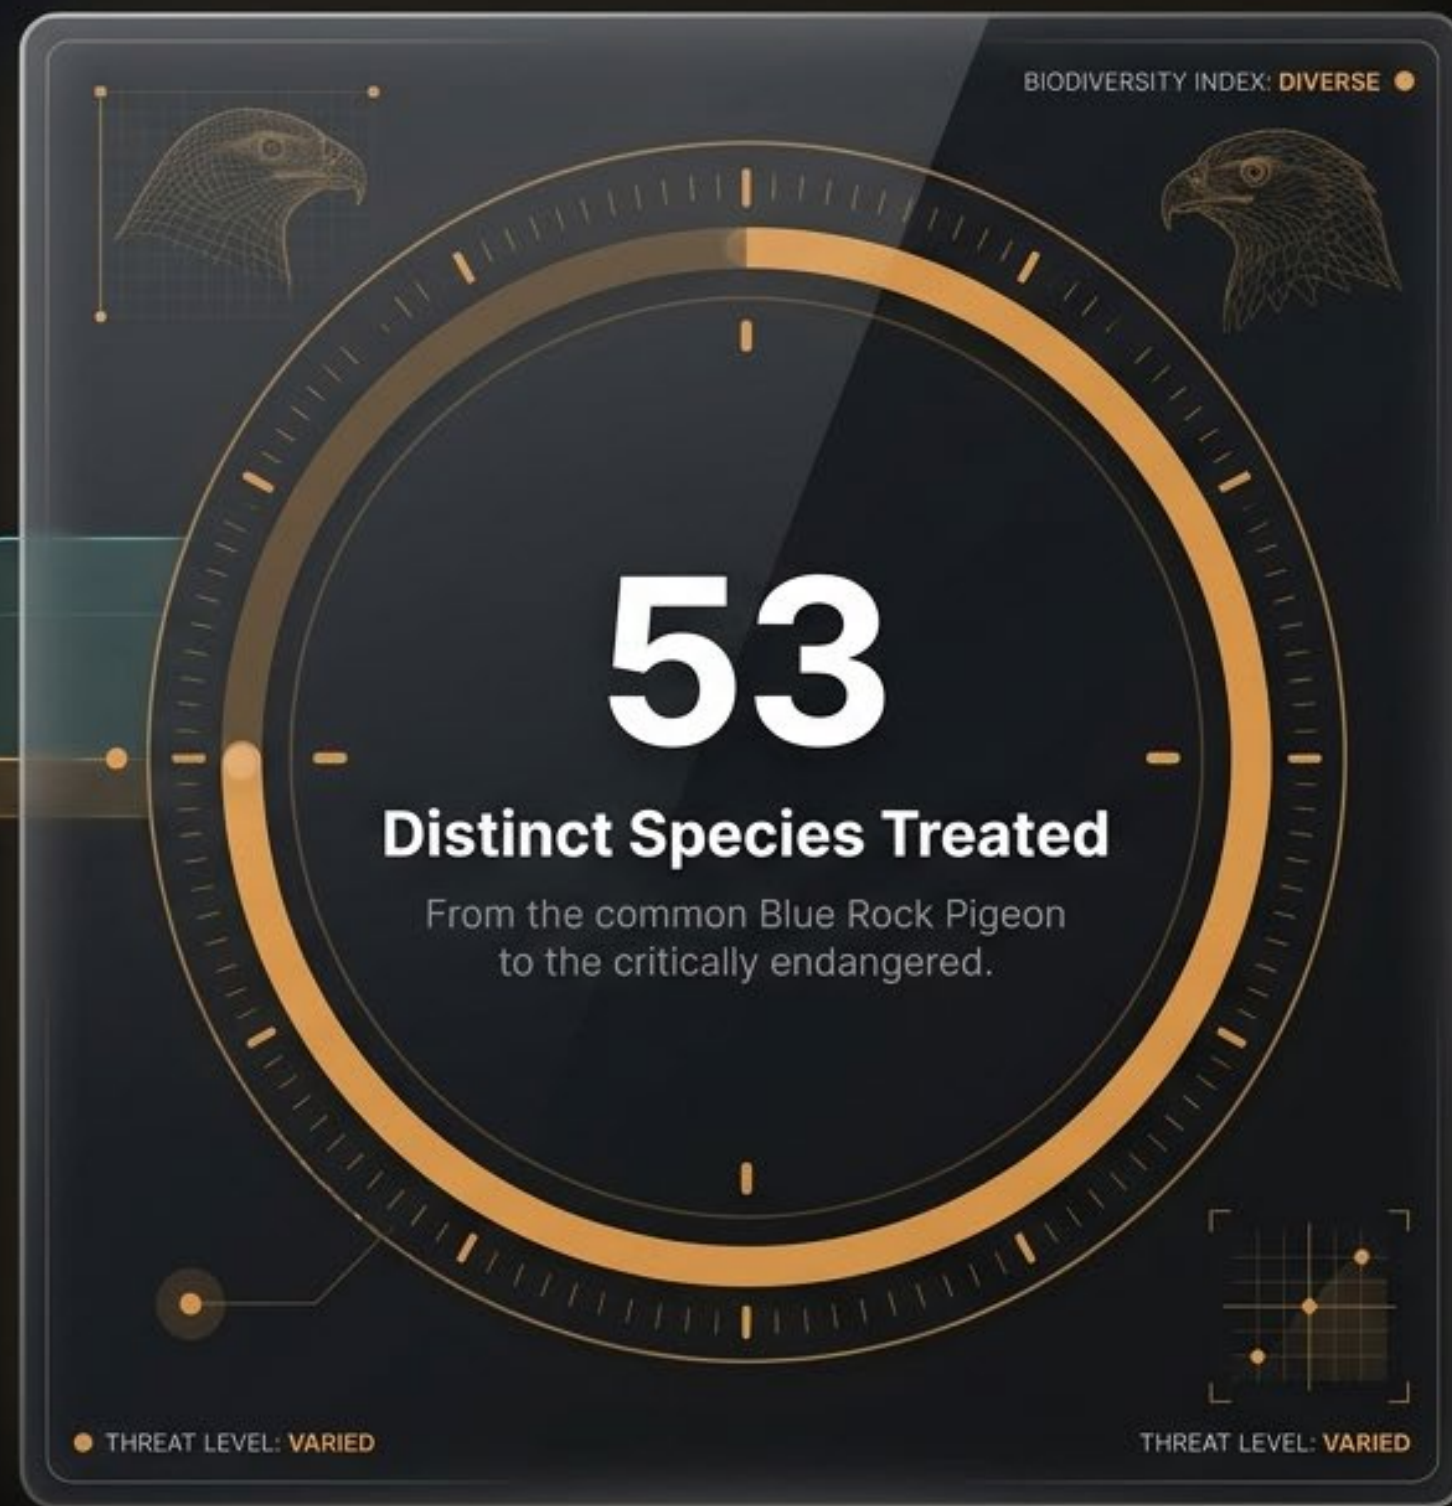 BIODIVERSITY INDEX: DIVERSE
53
Distinct Species Treated
From the common Blue Rock Pigeon
to the critically endangered.
THREAT LEVEL: VARIED
THREAT LEVEL: VARIED